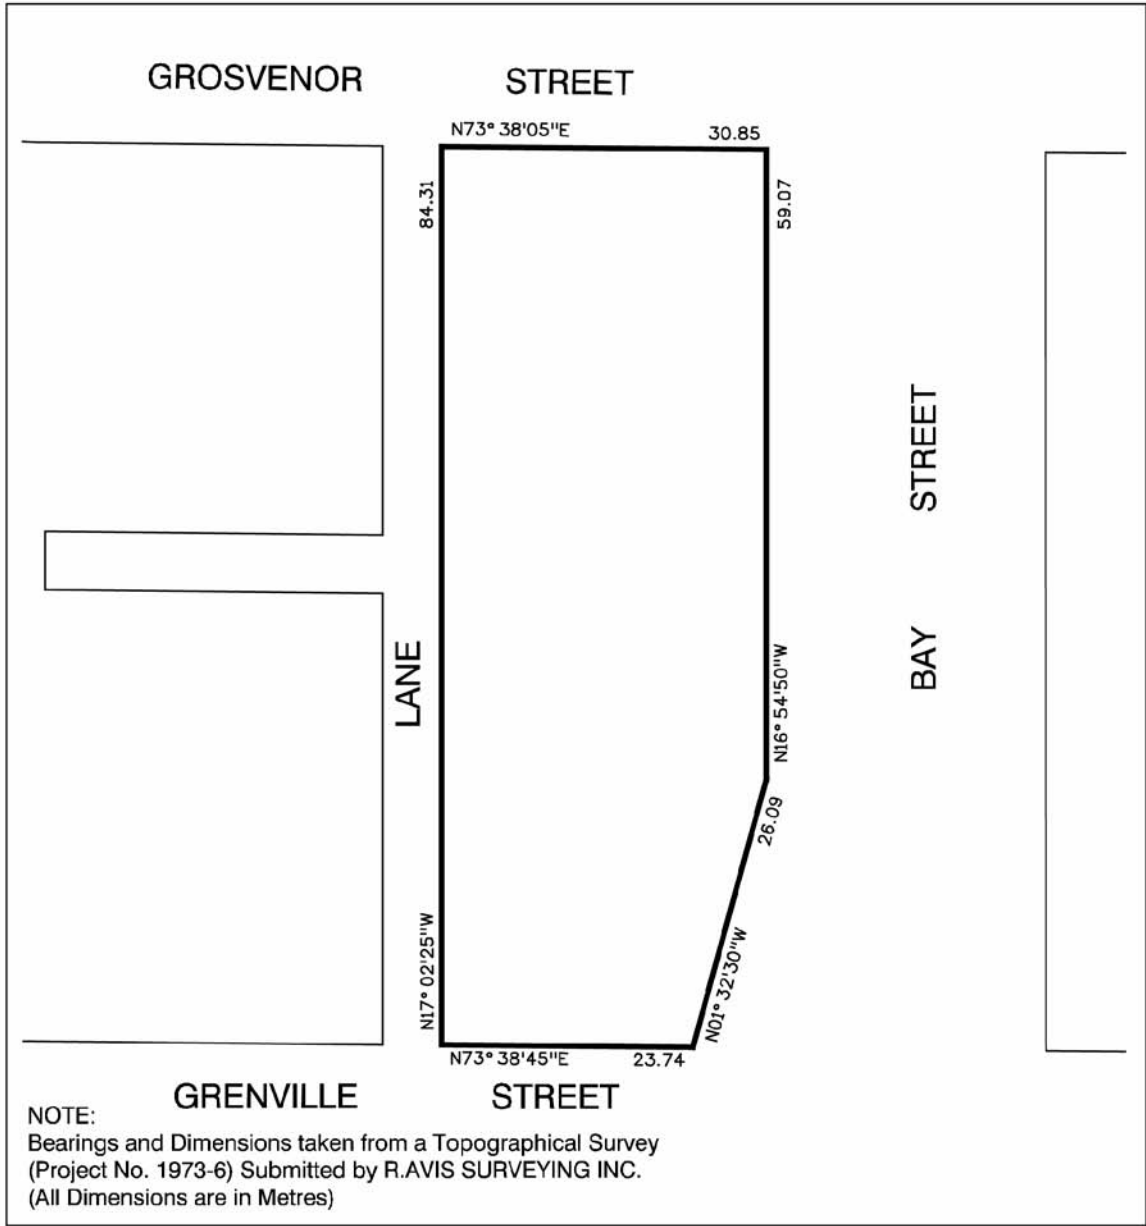 GROSVENOR STREET
N73° 38'05"E 30.85
84.31
59.07
STREET
BAY
LANE
N16° 54'50"W
26.09
N01° 32'30"W
N17° 02'25"W
N73° 38'45"E 23.74
GRENVILLE STREET
NOTE:
Bearings and Dimensions taken from a Topographical Survey
(Project No. 1973-6) Submitted by R.AVIS SURVEYING INC.
(All Dimensions are in Metres)